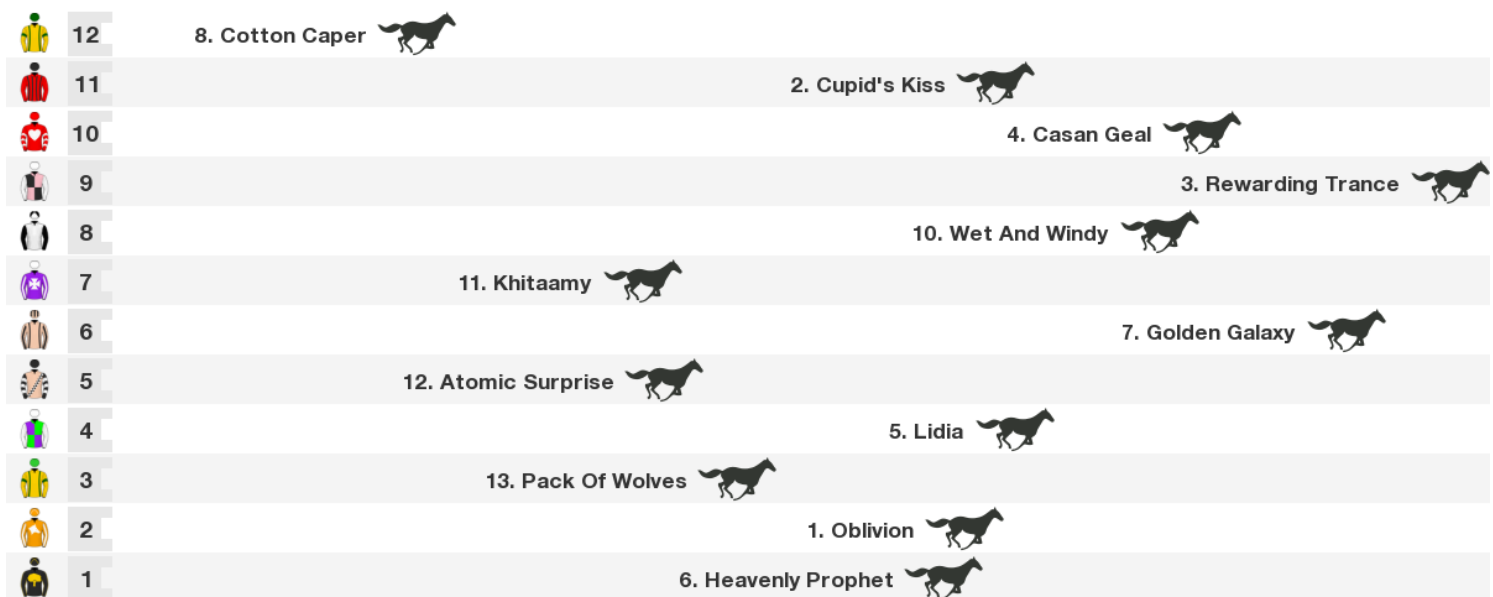 12 8. Cotton Caper
11 2. Cupid's Kiss
10 4. Casan Geal
9 3. Rewarding Trance
8 10. Wet And Windy
7 11. Khitaamy
6 7. Golden Galaxy
5 12. Atomic Surprise
4 5. Lidia
3 13. Pack Of Wolves
2 1. Oblivion
1 6. Heavenly Prophet